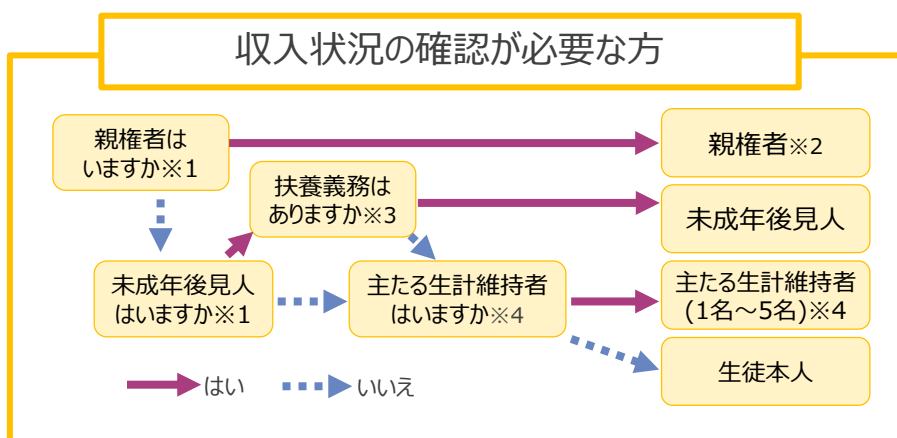 収入状況の確認が必要な方
親権者は
いますか※1
親権者※2
扶養義務は
ありますか※3
未成年後見人
未成年後見人
はいますか※1
主たる生計維持者
はいますか※4
主たる生計維持者
(1名～5名)※4
生徒本人
はい
いいえ